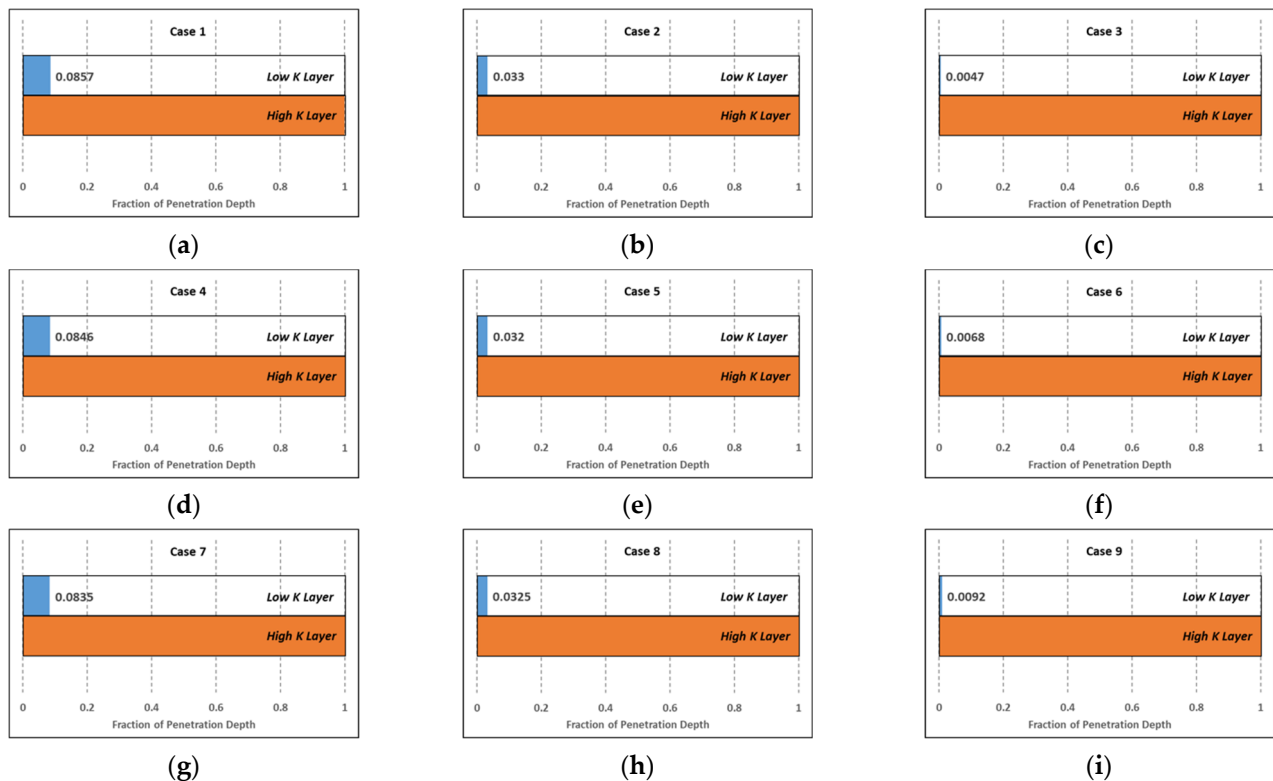 Case 1
0.0857
Low K Layer
High K Layer
0 0.2 0.4 0.6 0.8 1
Fraction of Penetration Depth
(a)
Case 2
0.033
Low K Layer
High K Layer
0 0.2 0.4 0.6 0.8 1
Fraction of Penetration Depth
(b)
Case 3
0.0047
Low K Layer
High K Layer
0 0.2 0.4 0.6 0.8 1
Fraction of Penetration Depth
(c)
Case 4
0.0846
Low K Layer
High K Layer
0 0.2 0.4 0.6 0.8 1
Fraction of Penetration Depth
(d)
Case 5
0.032
Low K Layer
High K Layer
0 0.2 0.4 0.6 0.8 1
Fraction of Penetration Depth
(e)
Case 6
0.0068
Low K Layer
High K Layer
0 0.2 0.4 0.6 0.8 1
Fraction of Penetration Depth
(f)
Case 7
0.0835
Low K Layer
High K Layer
0 0.2 0.4 0.6 0.8 1
Fraction of Penetration Depth
(g)
Case 8
0.0325
Low K Layer
High K Layer
0 0.2 0.4 0.6 0.8 1
Fraction of Penetration Depth
(h)
Case 9
0.0092
Low K Layer
High K Layer
0 0.2 0.4 0.6 0.8 1
Fraction of Penetration Depth
(i)